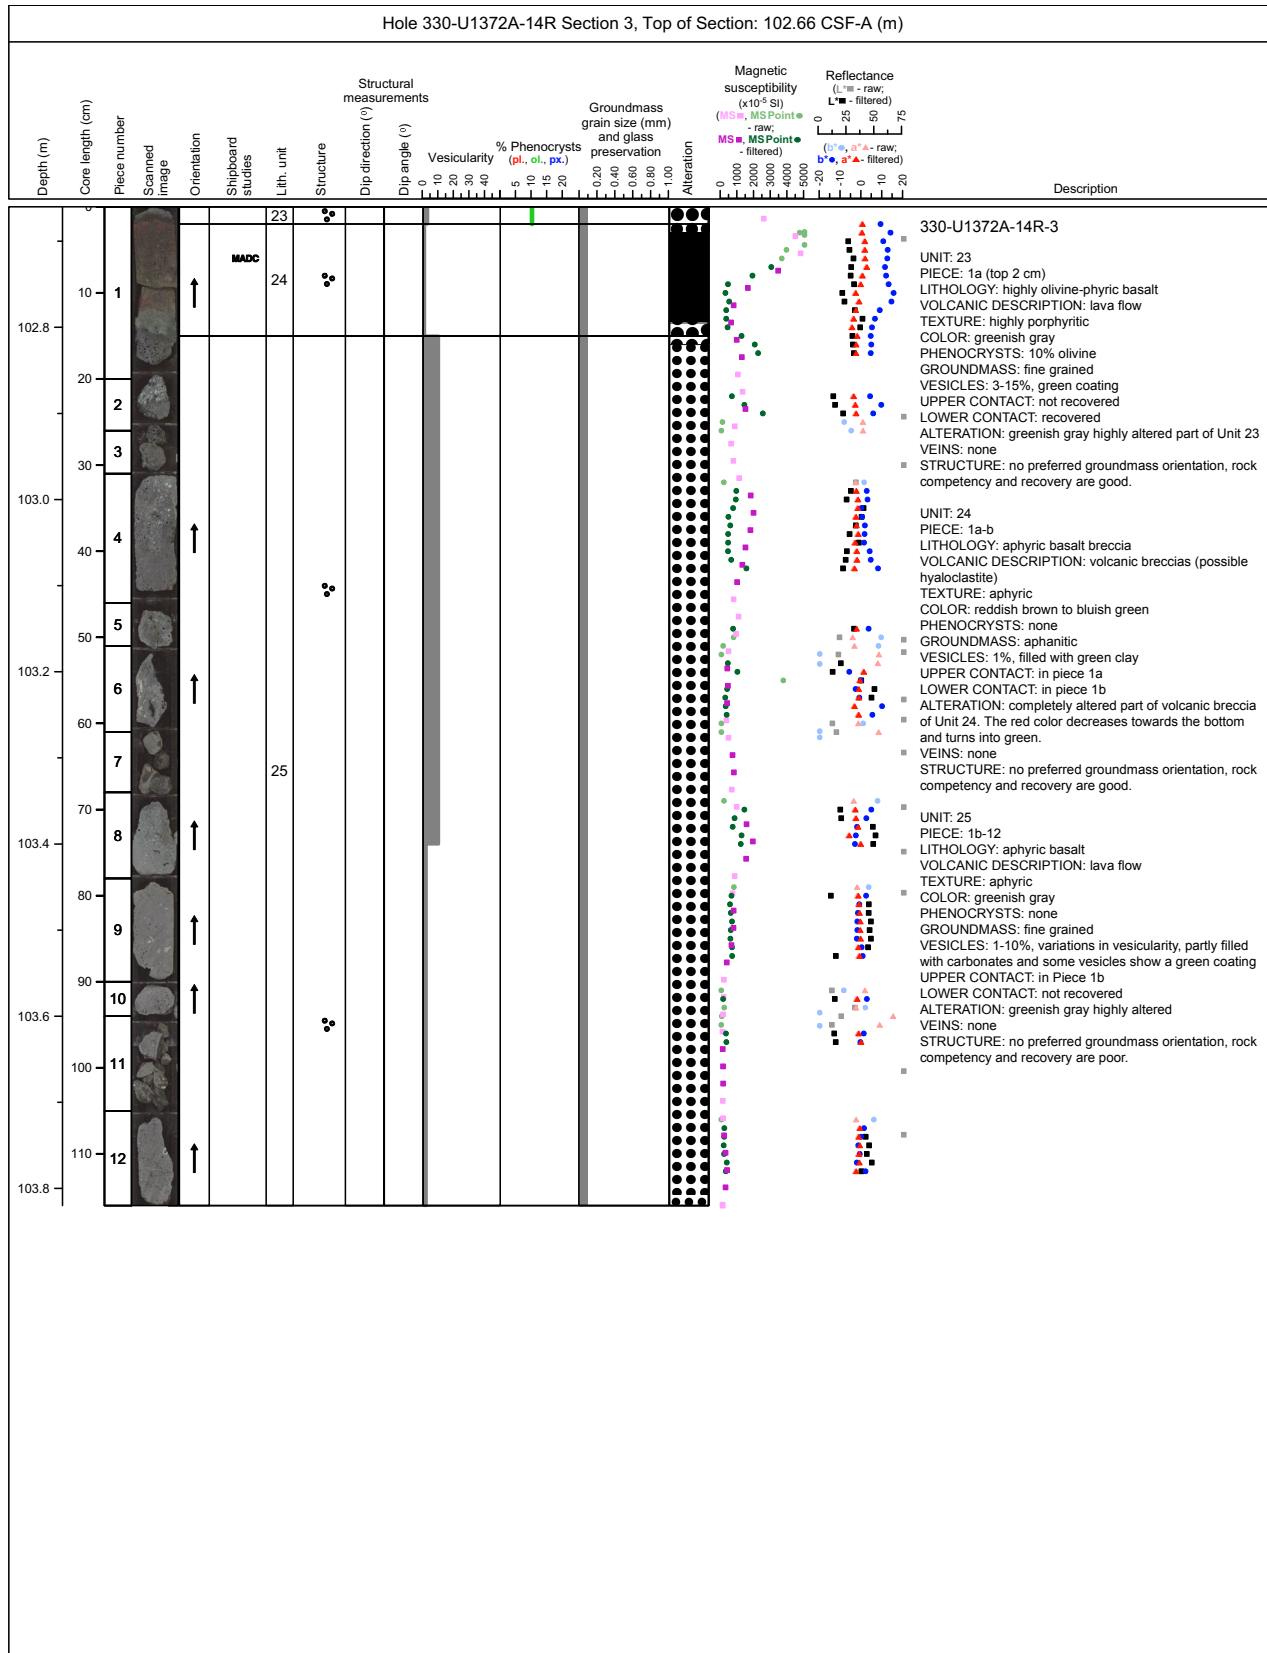 Hole 330-U1372A-14R Section 3, Top of Section: 102.66 CSF-A (m)
Depth (m)
Core length (cm)
Piece number
Scanned
image
Orientation
Shipboard
studies
Lith. unit
Structure
Structural
measurements
Dip direction (°)
Dip angle (°)
Vesicularity
0 10 20 30 40
% Phenocrysts
(pl., ol., px.)
5 10 15 20
Groundmass
grain size (mm)
and glass
preservation
0.20 0.40 0.60 0.80 1.00
Alteration
Magnetic
susceptibility
(x10-5 SI)
(MS■, MSPoint●
- raw;
MS■, MSPoint●
- filtered)
0 1000 2000 3000 4000 5000
Reflectance
(L*■ - raw;
L*■ - filtered)
0 25 50 75
(b*●, a*▲- raw;
b*●, a*▲- filtered)
-20 -10 0 10 20
Description
0
10
20
30
40
50
60
70
80
90
100
110
102.8
103.0
103.2
103.4
103.6
103.8
1
2
3
4
5
6
7
8
9
10
11
12
MADC
23
24
25
330-U1372A-14R-3
UNIT: 23
PIECE: 1a (top 2 cm)
LITHOLOGY: highly olivine-phyric basalt
VOLCANIC DESCRIPTION: lava flow
TEXTURE: highly porphyritic
COLOR: greenish gray
PHENOCRYSTS: 10% olivine
GROUNDMASS: fine grained
VESICLES: 3-15%, green coating
UPPER CONTACT: not recovered
LOWER CONTACT: recovered
ALTERATION: greenish gray highly altered part of Unit 23
VEINS: none
STRUCTURE: no preferred groundmass orientation, rock
competency and recovery are good.
UNIT: 24
PIECE: 1a-b
LITHOLOGY: aphyric basalt breccia
VOLCANIC DESCRIPTION: volcanic breccias (possible
hyaloclastite)
TEXTURE: aphyric
COLOR: reddish brown to bluish green
PHENOCRYSTS: none
GROUNDMASS: aphanitic
VESICLES: 1%, filled with green clay
UPPER CONTACT: in piece 1a
LOWER CONTACT: in piece 1b
ALTERATION: completely altered part of volcanic breccia
of Unit 24. The red color decreases towards the bottom
and turns into green.
VEINS: none
STRUCTURE: no preferred groundmass orientation, rock
competency and recovery are good.
UNIT: 25
PIECE: 1b-12
LITHOLOGY: aphyric basalt
VOLCANIC DESCRIPTION: lava flow
TEXTURE: aphyric
COLOR: greenish gray
PHENOCRYSTS: none
GROUNDMASS: fine grained
VESICLES: 1-10%, variations in vesicularity, partly filled
with carbonates and some vesicles show a green coating
UPPER CONTACT: in Piece 1b
LOWER CONTACT: not recovered
ALTERATION: greenish gray highly altered
VEINS: none
STRUCTURE: no preferred groundmass orientation, rock
competency and recovery are poor.